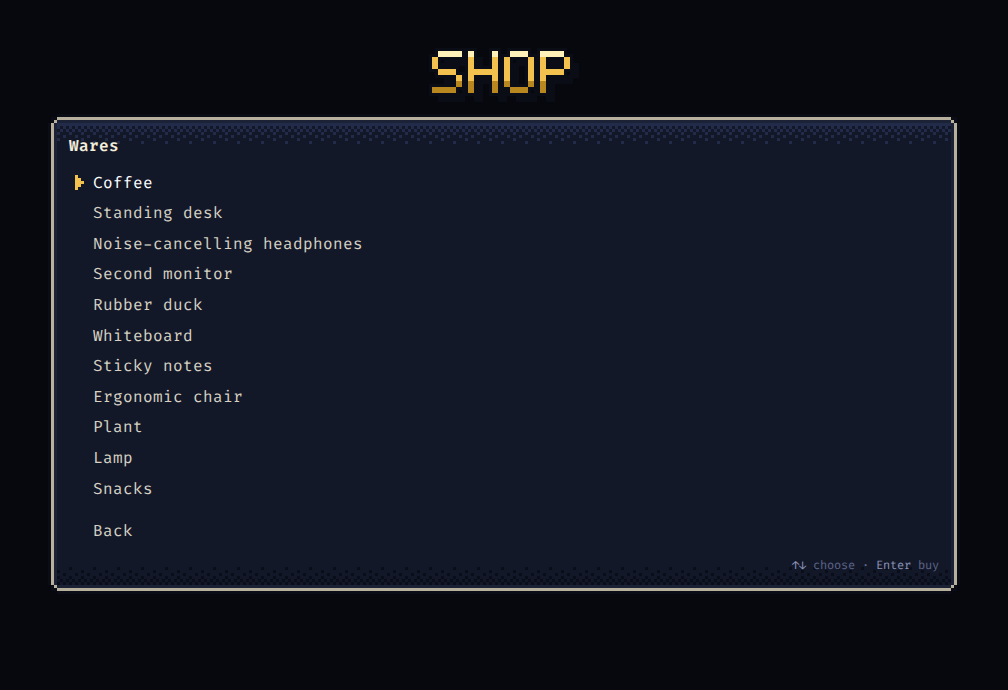 SHOP
Wares
Coffee
Standing desk
Noise-cancelling headphones
Second monitor
Rubber duck
Whiteboard
Sticky notes
Ergonomic chair
Plant
Lamp
Snacks
Back
↑↓ choose · Enter buy